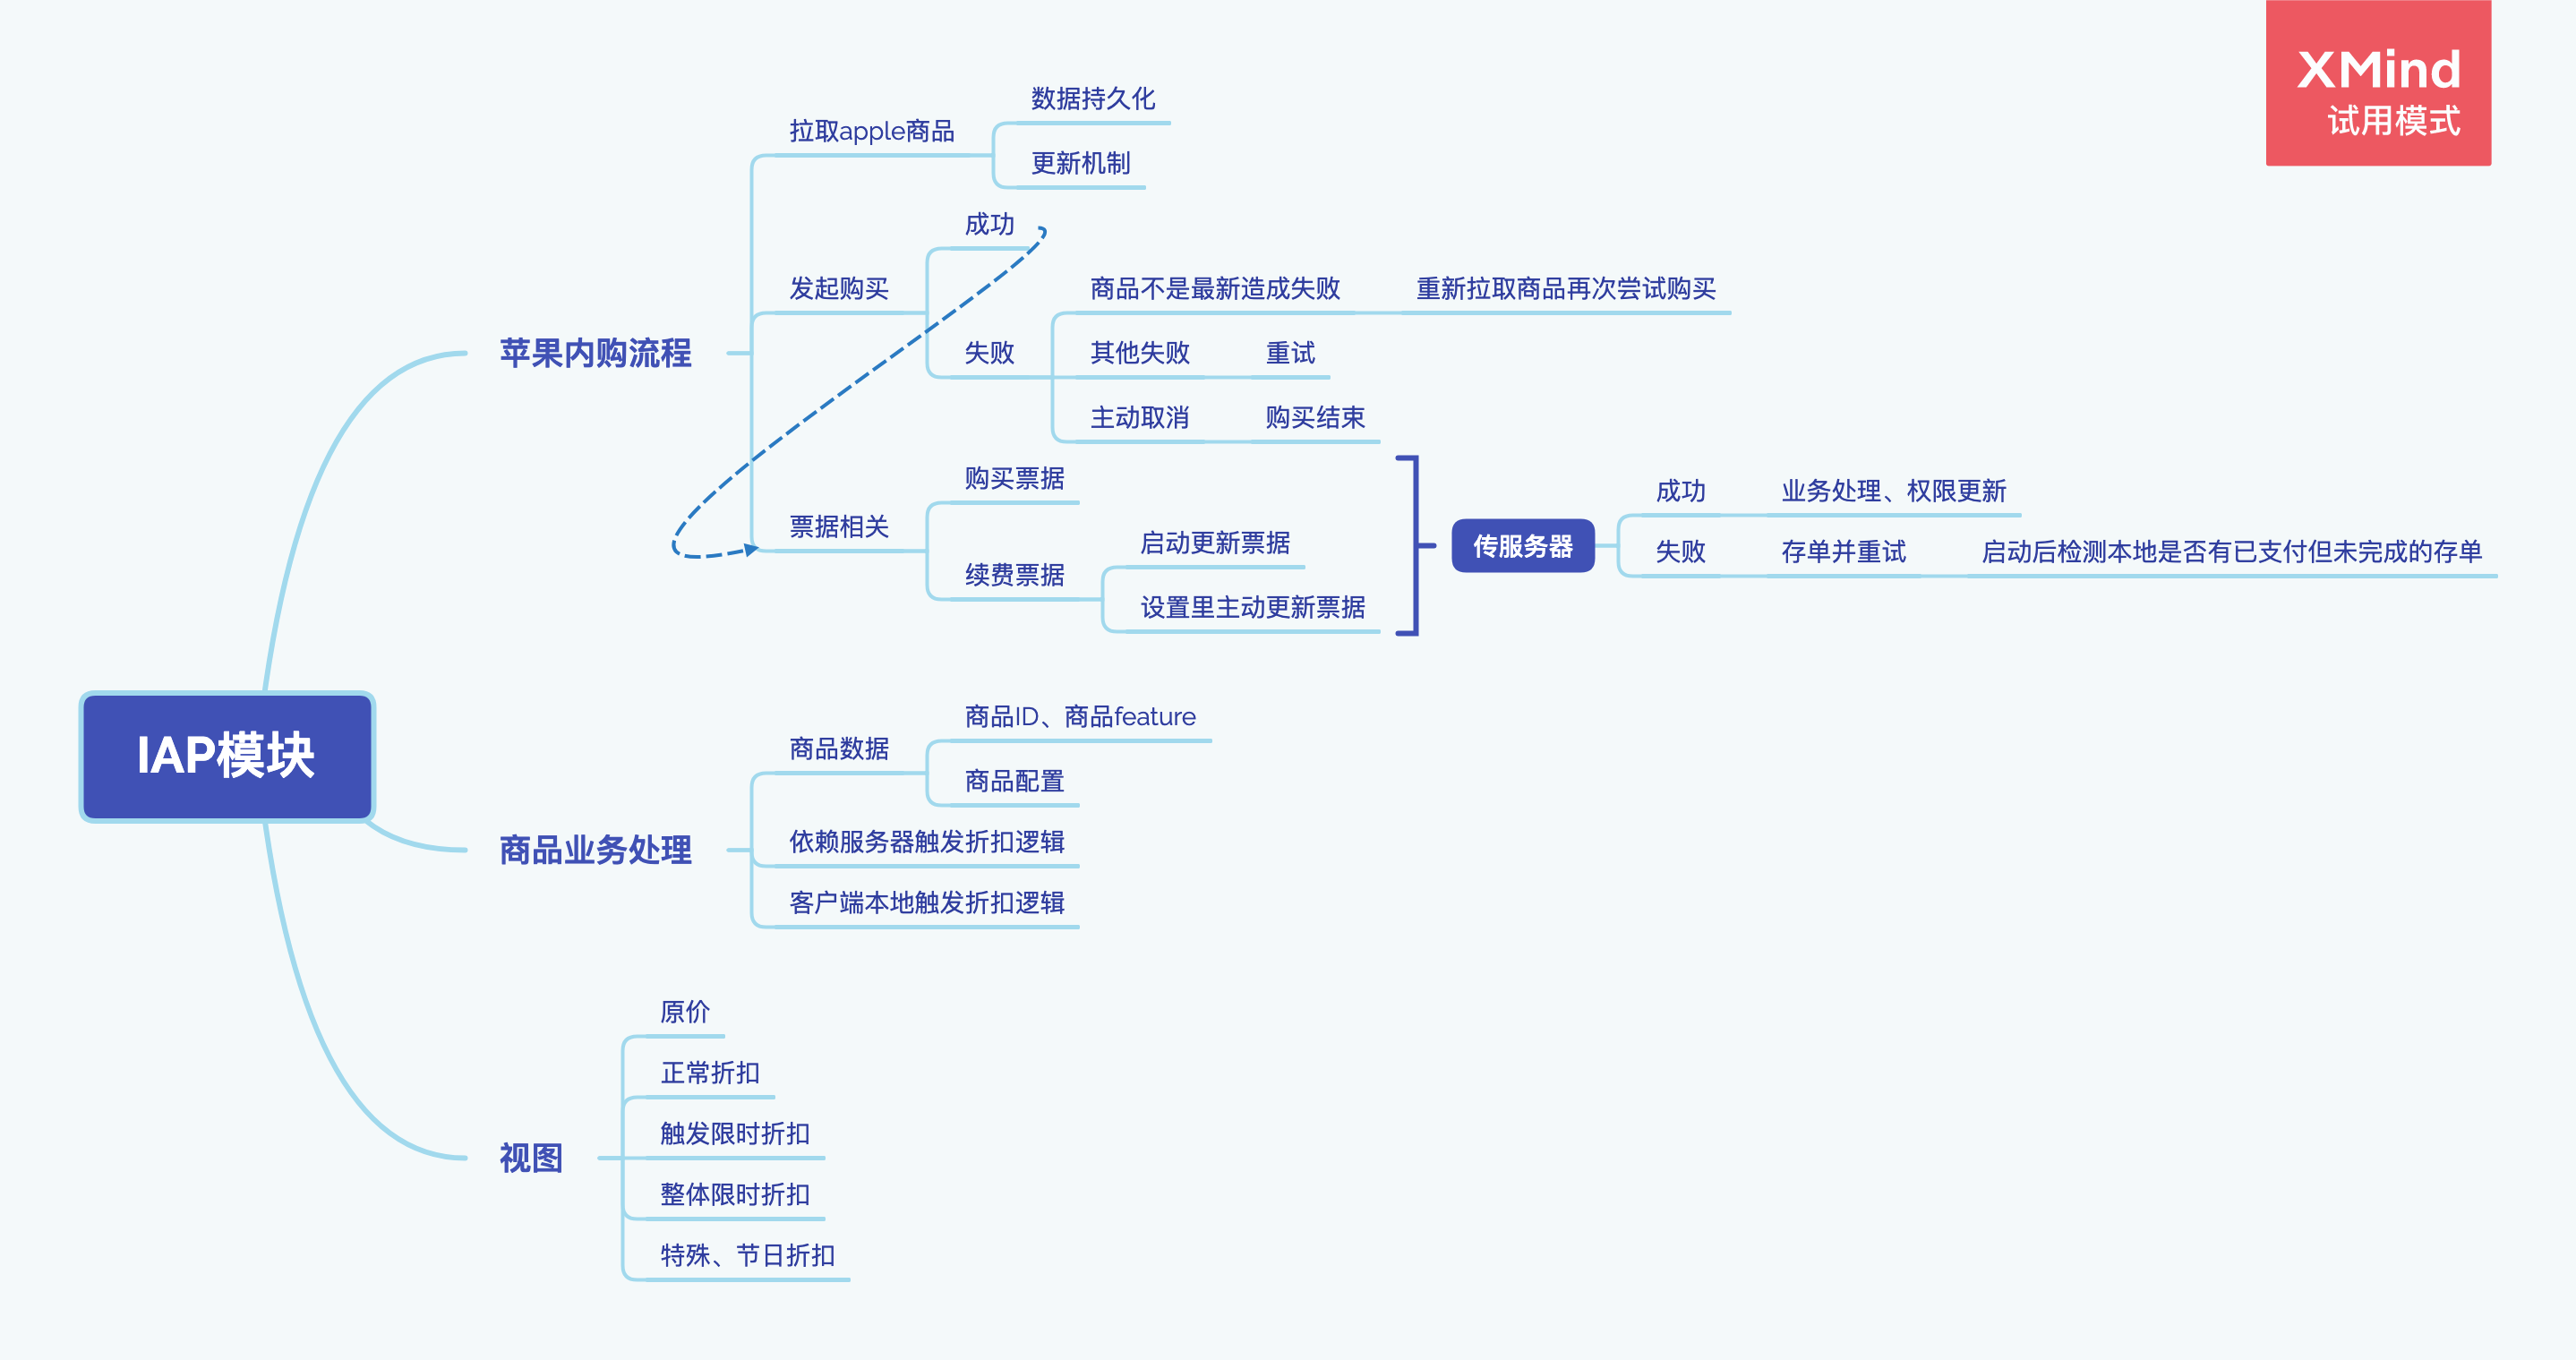 XMind
试用模式
IAP模块
苹果内购流程
拉取apple商品
数据持久化
更新机制
发起购买
成功
失败
商品不是最新造成失败
重新拉取商品再次尝试购买
其他失败
重试
主动取消
购买结束
票据相关
购买票据
续费票据
启动更新票据
设置里主动更新票据
传服务器
成功
业务处理、权限更新
失败
存单并重试
启动后检测本地是否有已支付但未完成的存单
商品业务处理
商品数据
商品ID、商品feature
商品配置
依赖服务器触发折扣逻辑
客户端本地触发折扣逻辑
视图
原价
正常折扣
触发限时折扣
整体限时折扣
特殊、节日折扣